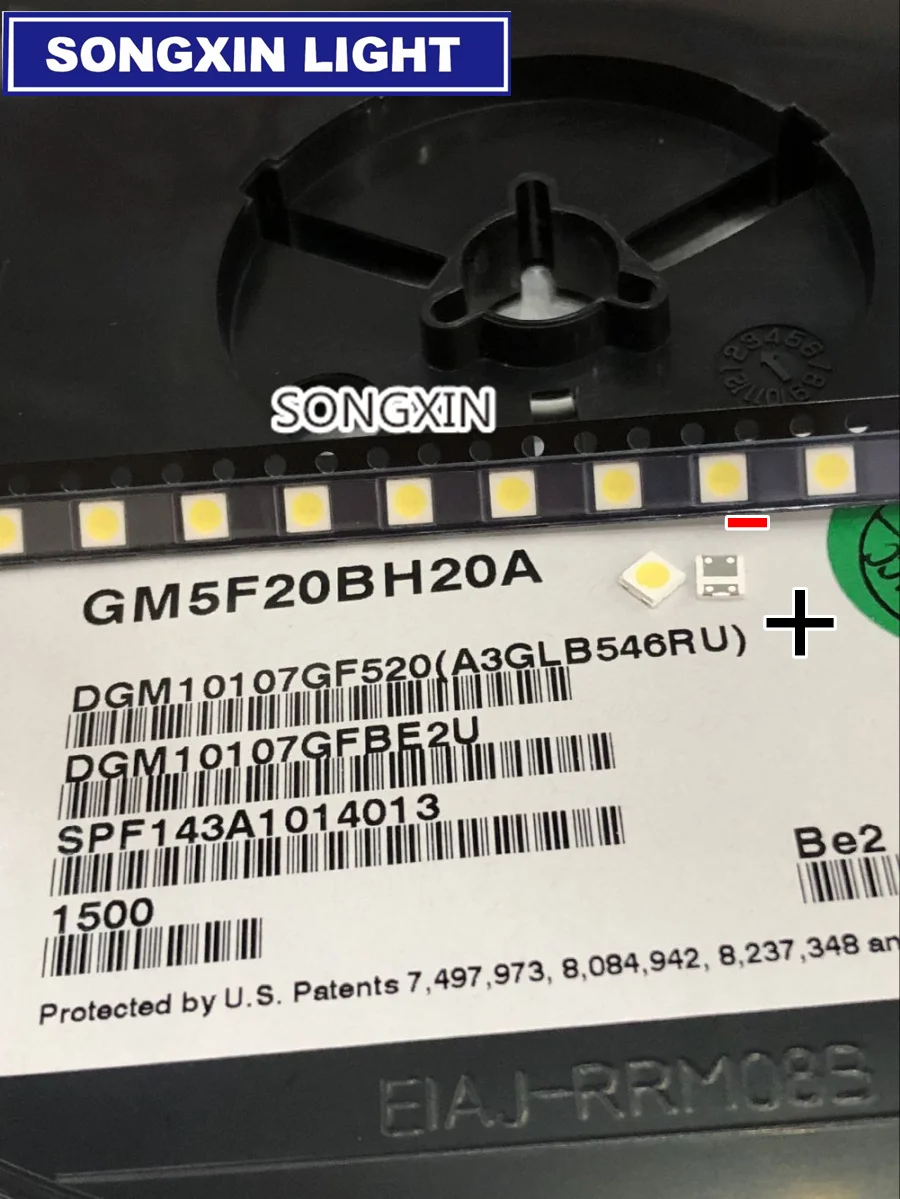 SONGXIN LIGHT
SONGXIN
GM5F20BH20A
DGM10107GF520(A3GLB546RU)
DGM10107GFBE2U
SPF143A1014013
Be2
1500
Protected by U.S. Patents 7,497,973, 8,084,942, 8,237,348 an
EIAJ-RRM08B